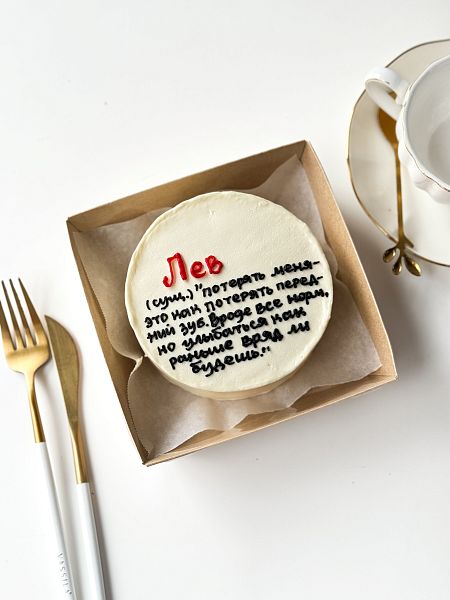 Лев
(сущ.) "потерять меня-
это как потерять перед-
ний зуб. Вроде все норм,
но улыбаться как
раньше вряд ли
будешь."